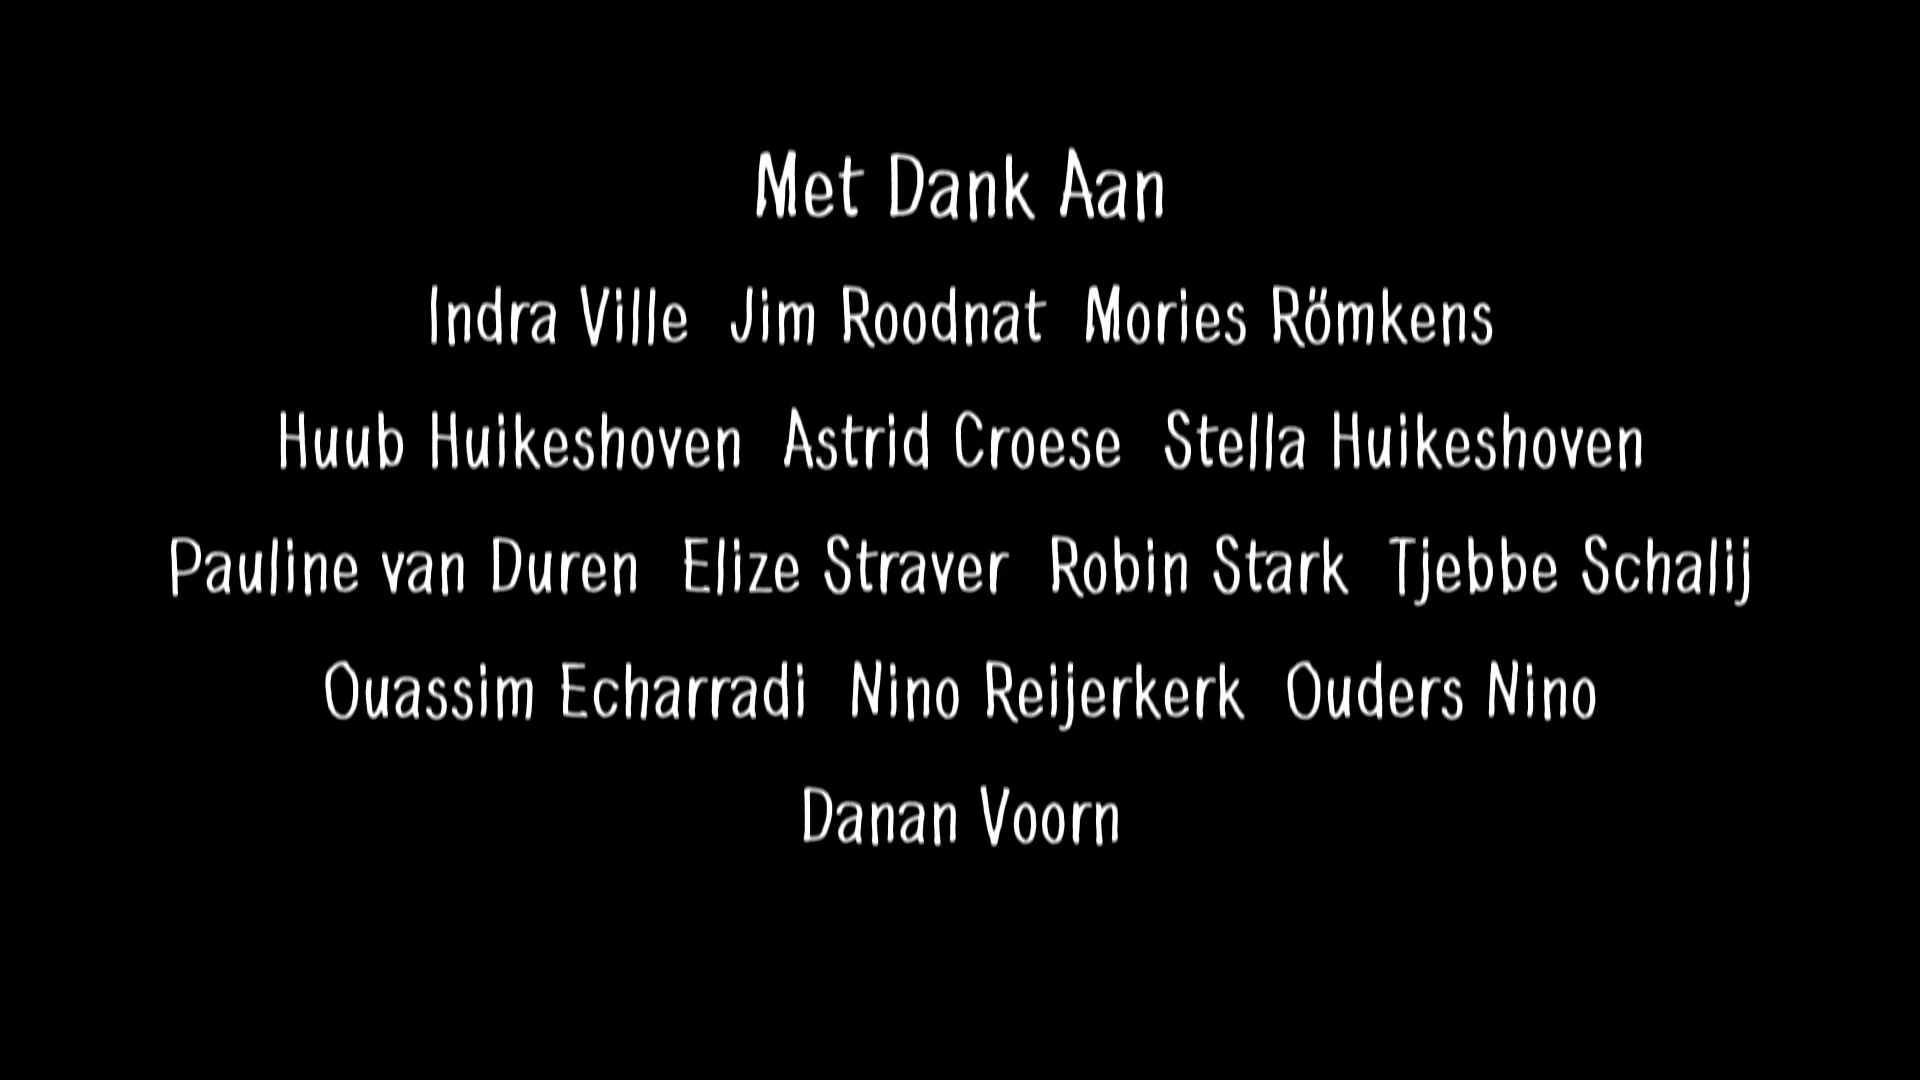 Met Dank Aan
Indra Ville Jim Roodnat Mories Römkens
Huub Huikeshoven Astrid Croese Stella Huikeshoven
Pauline van Duren Elize Straver Robin Stark Tjebbe Schalij
Ouassim Echarradi Nino Reijerkerk Ouders Nino
Danan Voorn